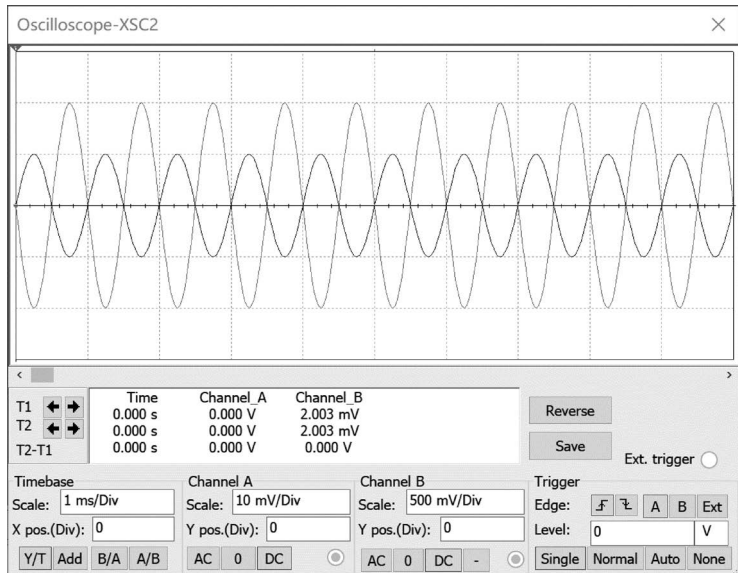 Oscilloscope-XSC2
Time Channel_A Channel_B
T1 0.000 s 0.000 V 2.003 mV
T2 0.000 s 0.000 V 2.003 mV
T2-T1 0.000 s 0.000 V 0.000 V
Reverse
Save
Ext. trigger
Timebase
Scale: 1 ms/Div
X pos.(Div): 0
Y/T Add B/A A/B
Channel A
Scale: 10 mV/Div
Y pos.(Div): 0
AC 0 DC
Channel B
Scale: 500 mV/Div
Y pos.(Div): 0
AC 0 DC -
Trigger
Edge: A B Ext
Level: 0 V
Single Normal Auto None